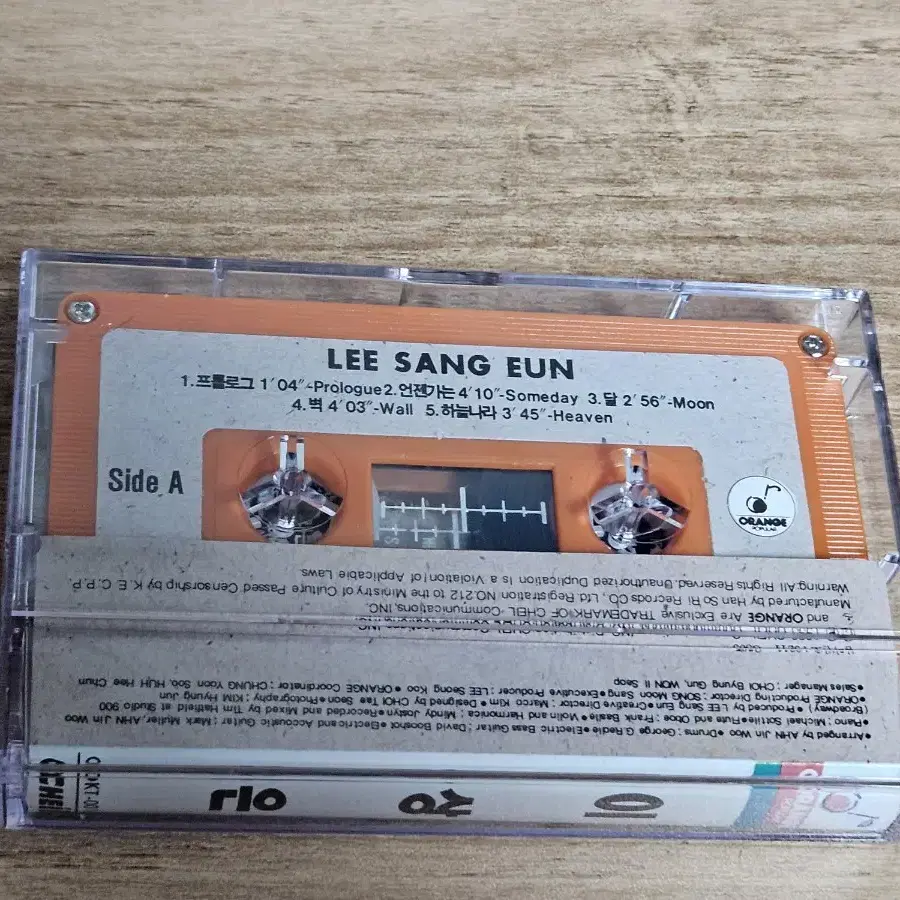 LEE SANG EUN
1.프롤로그 1'04"-Prologue2.언젠가는 4'10"-Someday 3.달 2'56"-Moon
4.벽 4'03"-Wall 5.하늘나라 3'45"-Heaven
Side A
ORANGE
POPULAR
●Arranged by AHN Jin Woo ●Drums ; George G.Redig ●Electric Bass Guitar ; David Booshot ●Electric and Accoustic Guitar ; Mark Muller, AHN Jin Woo
●Piano ; Michael Sottile ●Flute and Oboe ; Frank Basile ●Violin and Harmonica ; Mindy Jostyn ●Recorded and Mixed by Tim Hatfield at Studio 900
(Broadway) ●Produced by LEE Sang Eun ●Creative Director ; Marco Kim ●Designed by CHOI Tae Seon ●Photography ; KIM Jung Hyung Jun
ORANGE Producting Director ; SONG Moon Sang ●Executive Producer ; LEE Seong Koo ●ORANGE Coordinator ; CHUNG Yoon Soo, HUH Hee Chun
●Sales Manager ; CHOI Byung Gun, WON Il Seop
and ORANGE Are Exclusive TRADEMARK OF CHEIL-Communications, INC.
Manufactured by Han So Ri Recrods Co., Ltd. Registration NO.212 to the Ministry of Culture Passed Censorship by K.E.C.P.P.
Warning:All Rights Reserved. Unauthorized Duplication Is a Violation of Applicable Laws.
이 상 은